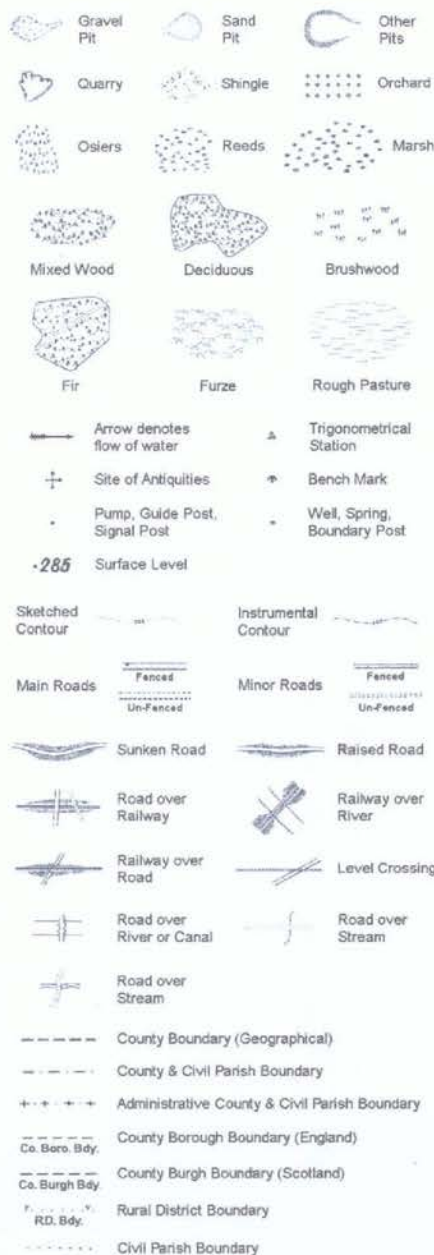 Gravel Pit
Sand Pit
Other Pits
Quarry
Shingle
Orchard
Osiers
Reeds
Marsh
Mixed Wood
Deciduous
Brushwood
Fir
Furze
Rough Pasture
Arrow denotes
flow of water
Trigonometrical
Station
Site of Antiquities
Bench Mark
Pump, Guide Post,
Signal Post
Well, Spring,
Boundary Post
·285
Surface Level
Sketched
Contour
Instrumental
Contour
Main Roads
Fenced
Un-Fenced
Minor Roads
Fenced
Un-Fenced
Sunken Road
Raised Road
Road over
Railway
Railway over
River
Railway over
Road
Level Crossing
Road over
River or Canal
Road over
Stream
Road over
Stream
County Boundary (Geographical)
County & Civil Parish Boundary
Administrative County & Civil Parish Boundary
Co. Boro. Bdy.
County Borough Boundary (England)
Co. Burgh Bdy.
County Burgh Boundary (Scotland)
R.D. Bdy.
Rural District Boundary
Civil Parish Boundary